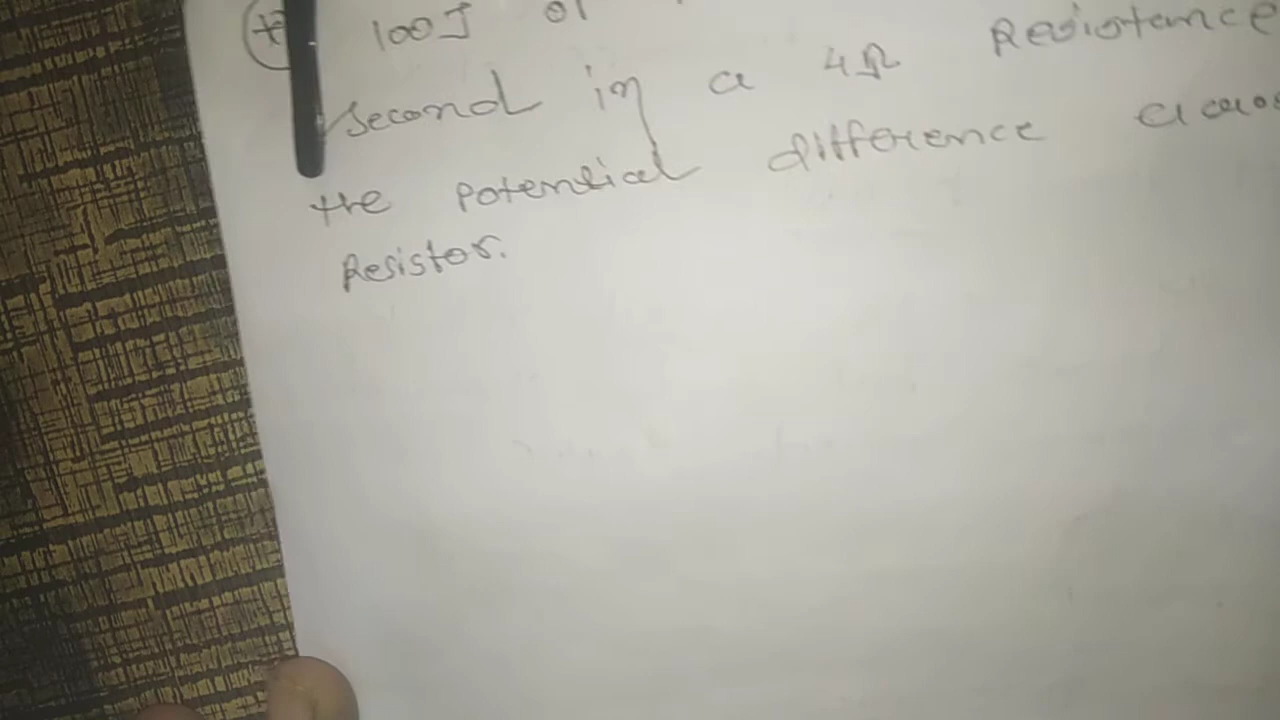 100J of
second in a 4Ω Resistance
the potential difference
Resistor.